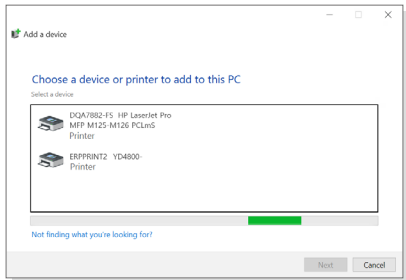 Add a device
Choose a device or printer to add to this PC
Select a device
DQA7882-F5 HP LaserJet Pro
MFP M125-M126 PCLmS
Printer
ERPPRINT2 YD4800-
Printer
Not finding what you're looking for?
Next
Cancel